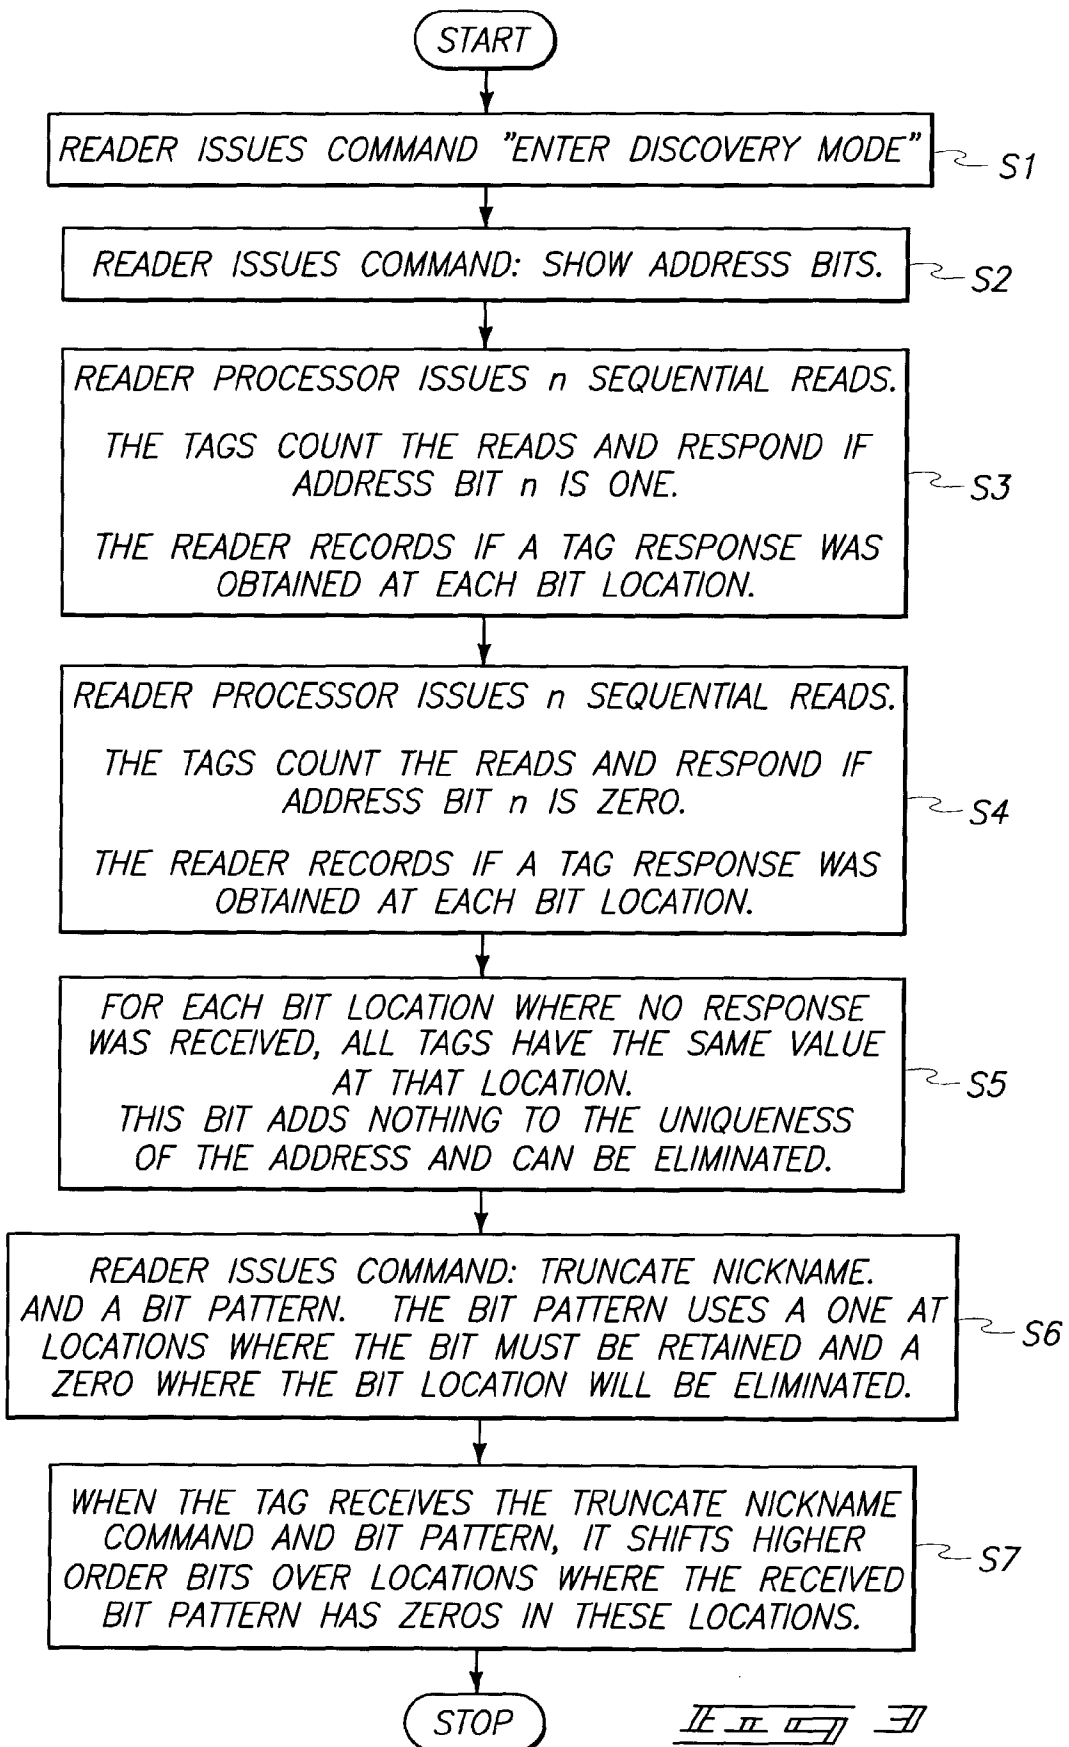 START
READER ISSUES COMMAND "ENTER DISCOVERY MODE"
S1
READER ISSUES COMMAND: SHOW ADDRESS BITS.
S2
READER PROCESSOR ISSUES n SEQUENTIAL READS.
THE TAGS COUNT THE READS AND RESPOND IF
ADDRESS BIT n IS ONE.
THE READER RECORDS IF A TAG RESPONSE WAS
OBTAINED AT EACH BIT LOCATION.
S3
READER PROCESSOR ISSUES n SEQUENTIAL READS.
THE TAGS COUNT THE READS AND RESPOND IF
ADDRESS BIT n IS ZERO.
THE READER RECORDS IF A TAG RESPONSE WAS
OBTAINED AT EACH BIT LOCATION.
S4
FOR EACH BIT LOCATION WHERE NO RESPONSE
WAS RECEIVED, ALL TAGS HAVE THE SAME VALUE
AT THAT LOCATION.
THIS BIT ADDS NOTHING TO THE UNIQUENESS
OF THE ADDRESS AND CAN BE ELIMINATED.
S5
READER ISSUES COMMAND: TRUNCATE NICKNAME.
AND A BIT PATTERN. THE BIT PATTERN USES A ONE AT
LOCATIONS WHERE THE BIT MUST BE RETAINED AND A
ZERO WHERE THE BIT LOCATION WILL BE ELIMINATED.
S6
WHEN THE TAG RECEIVES THE TRUNCATE NICKNAME
COMMAND AND BIT PATTERN, IT SHIFTS HIGHER
ORDER BITS OVER LOCATIONS WHERE THE RECEIVED
BIT PATTERN HAS ZEROS IN THESE LOCATIONS.
S7
STOP
FIG 3